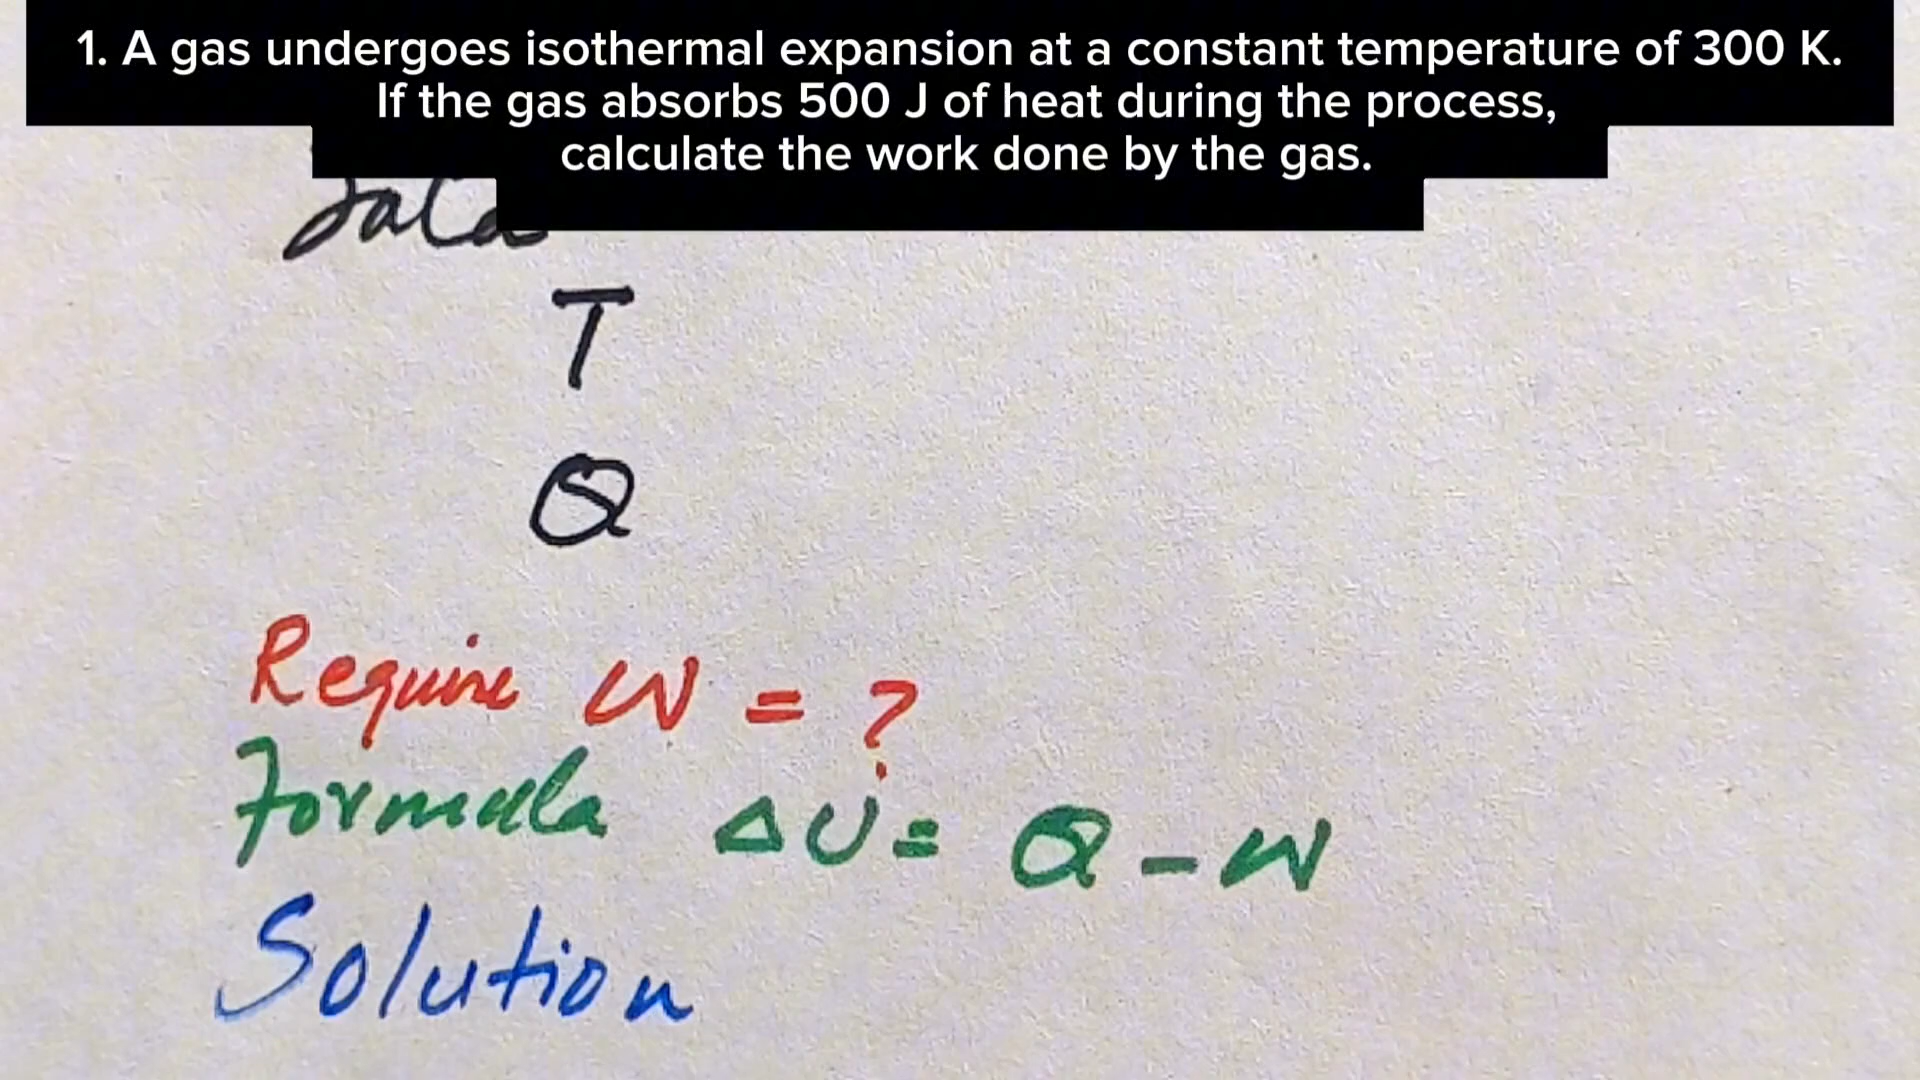 1. A gas undergoes isothermal expansion at a constant temperature of 300 K.
If the gas absorbs 500 J of heat during the process,
calculate the work done by the gas.
Data
T
Q
Require W = ?
Formula ΔU = Q - W
Solution